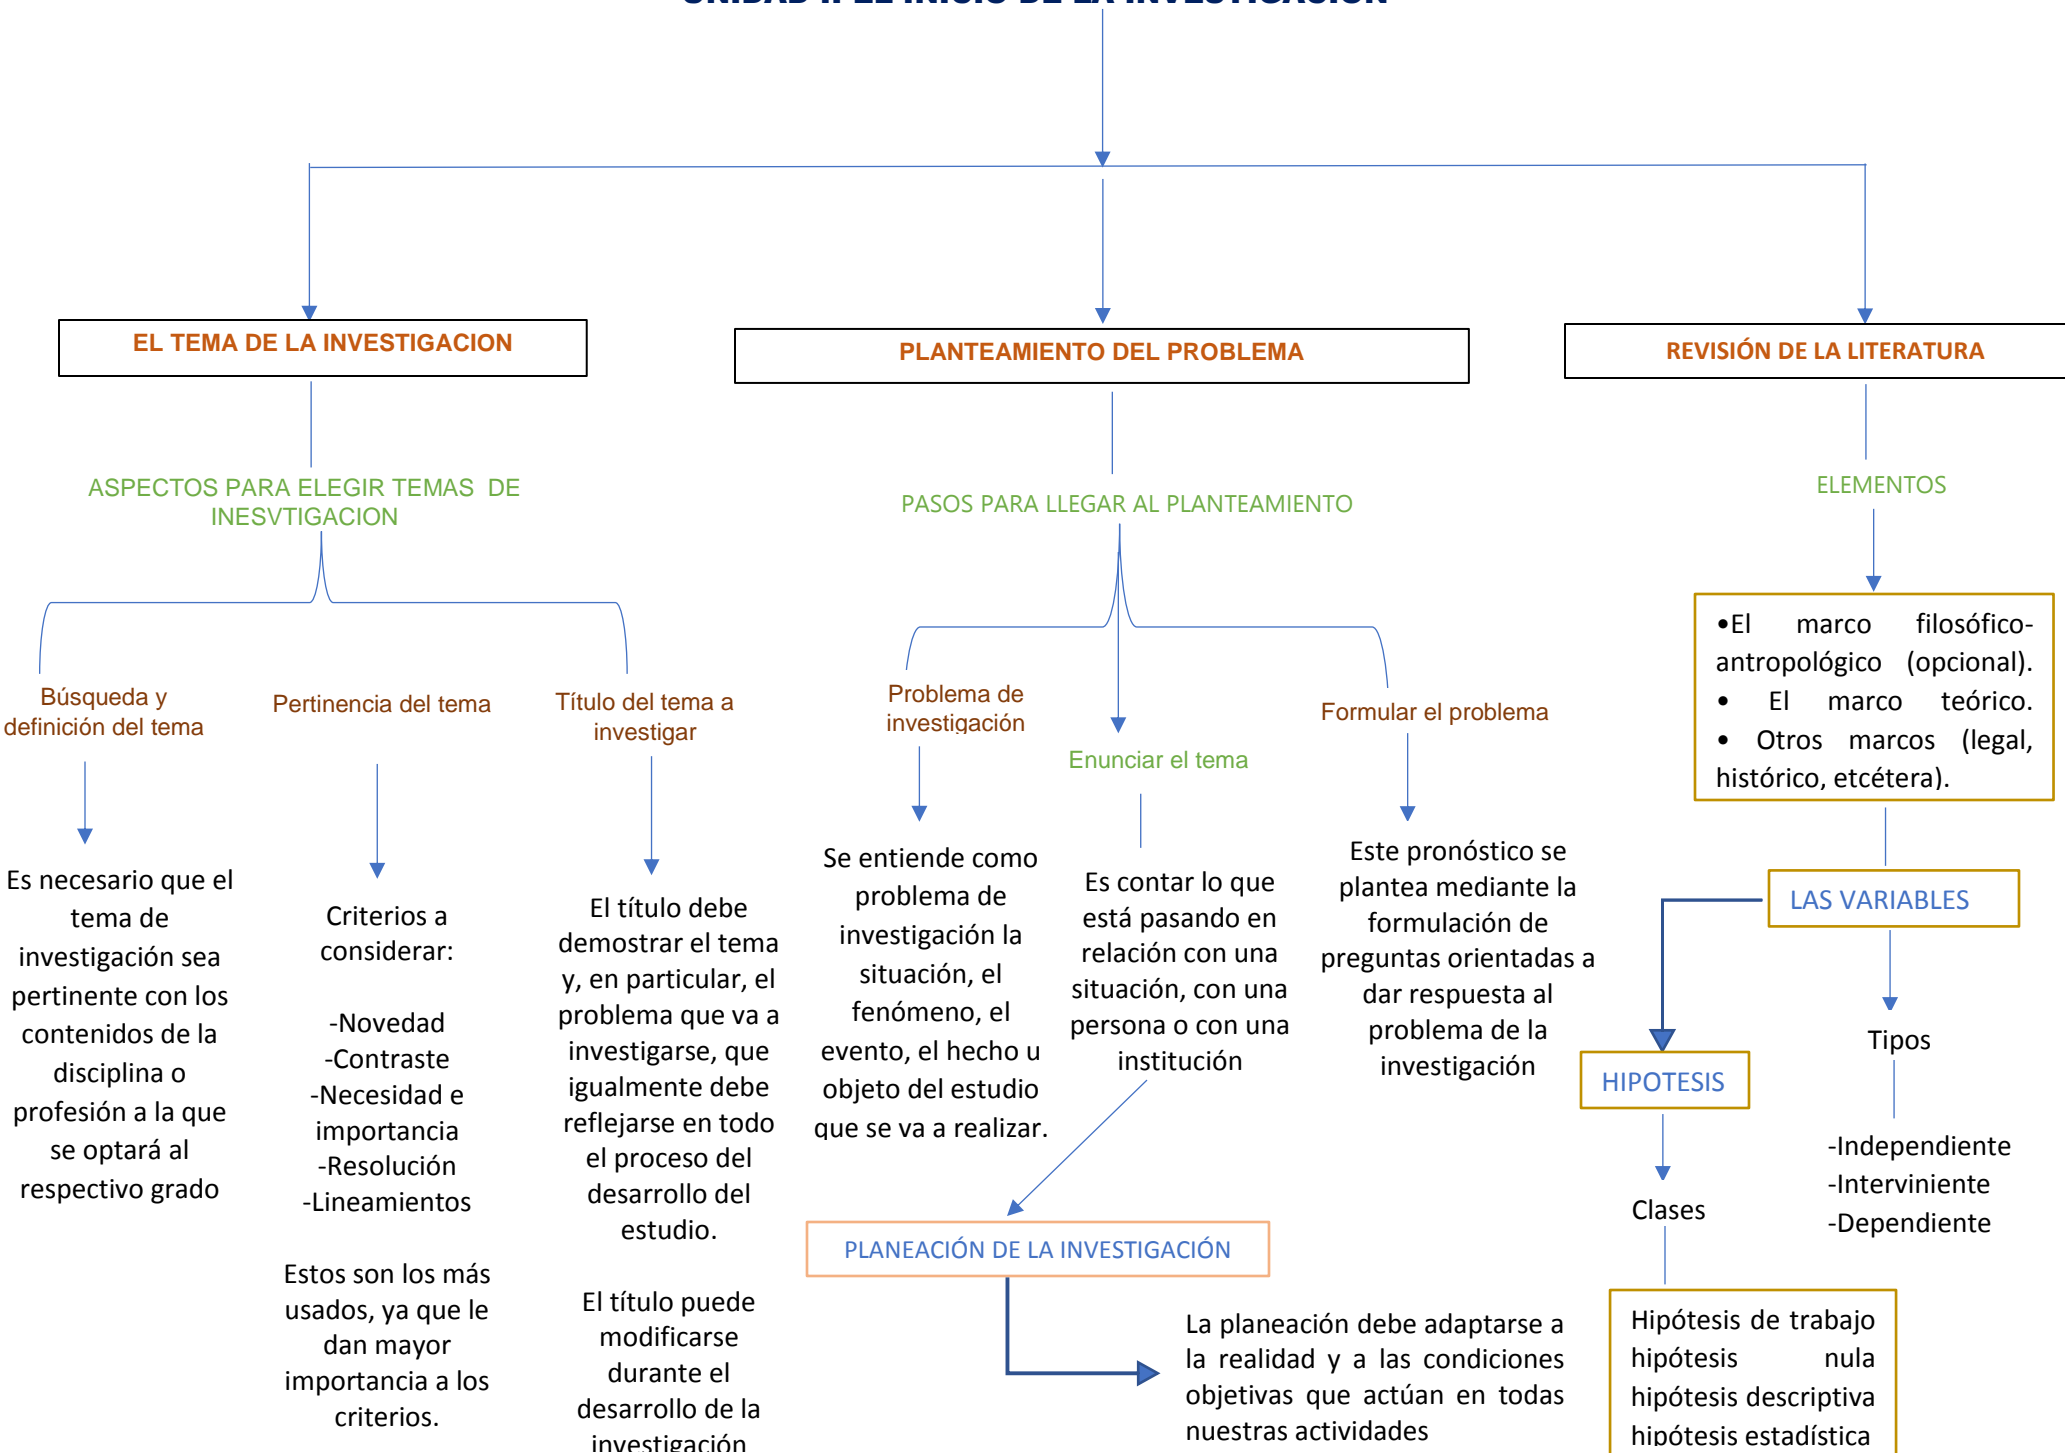 UNIDAD II. EL INICIO DE LA INVESTIGACION
EL TEMA DE LA INVESTIGACION
PLANTEAMIENTO DEL PROBLEMA
REVISIÓN DE LA LITERATURA
ASPECTOS PARA ELEGIR TEMAS DE
INESVTIGACION
PASOS PARA LLEGAR AL PLANTEAMIENTO
ELEMENTOS
Búsqueda y
definición del tema
Pertinencia del tema
Título del tema a
investigar
Problema de
investigación
Enunciar el tema
Formular el problema
•El marco filosófico-
antropológico (opcional).
• El marco teórico.
• Otros marcos (legal,
histórico, etcétera).
Es necesario que el
tema de
investigación sea
pertinente con los
contenidos de la
disciplina o
profesión a la que
se optará al
respectivo grado
Criterios a
considerar:
-Novedad
-Contraste
-Necesidad e
importancia
-Resolución
-Lineamientos
Estos son los más
usados, ya que le
dan mayor
importancia a los
criterios.
El título debe
demostrar el tema
y, en particular, el
problema que va a
investigarse, que
igualmente debe
reflejarse en todo
el proceso del
desarrollo del
estudio.
El título puede
modificarse
durante el
desarrollo de la
investigación
Se entiende como
problema de
investigación la
situación, el
fenómeno, el
evento, el hecho u
objeto del estudio
que se va a realizar.
Es contar lo que
está pasando en
relación con una
situación, con una
persona o con una
institución
Este pronóstico se
plantea mediante la
formulación de
preguntas orientadas a
dar respuesta al
problema de la
investigación
PLANEACIÓN DE LA INVESTIGACIÓN
La planeación debe adaptarse a
la realidad y a las condiciones
objetivas que actúan en todas
nuestras actividades
LAS VARIABLES
Tipos
-Independiente
-Interviniente
-Dependiente
HIPOTESIS
Clases
Hipótesis de trabajo
hipótesis nula
hipótesis descriptiva
hipótesis estadística